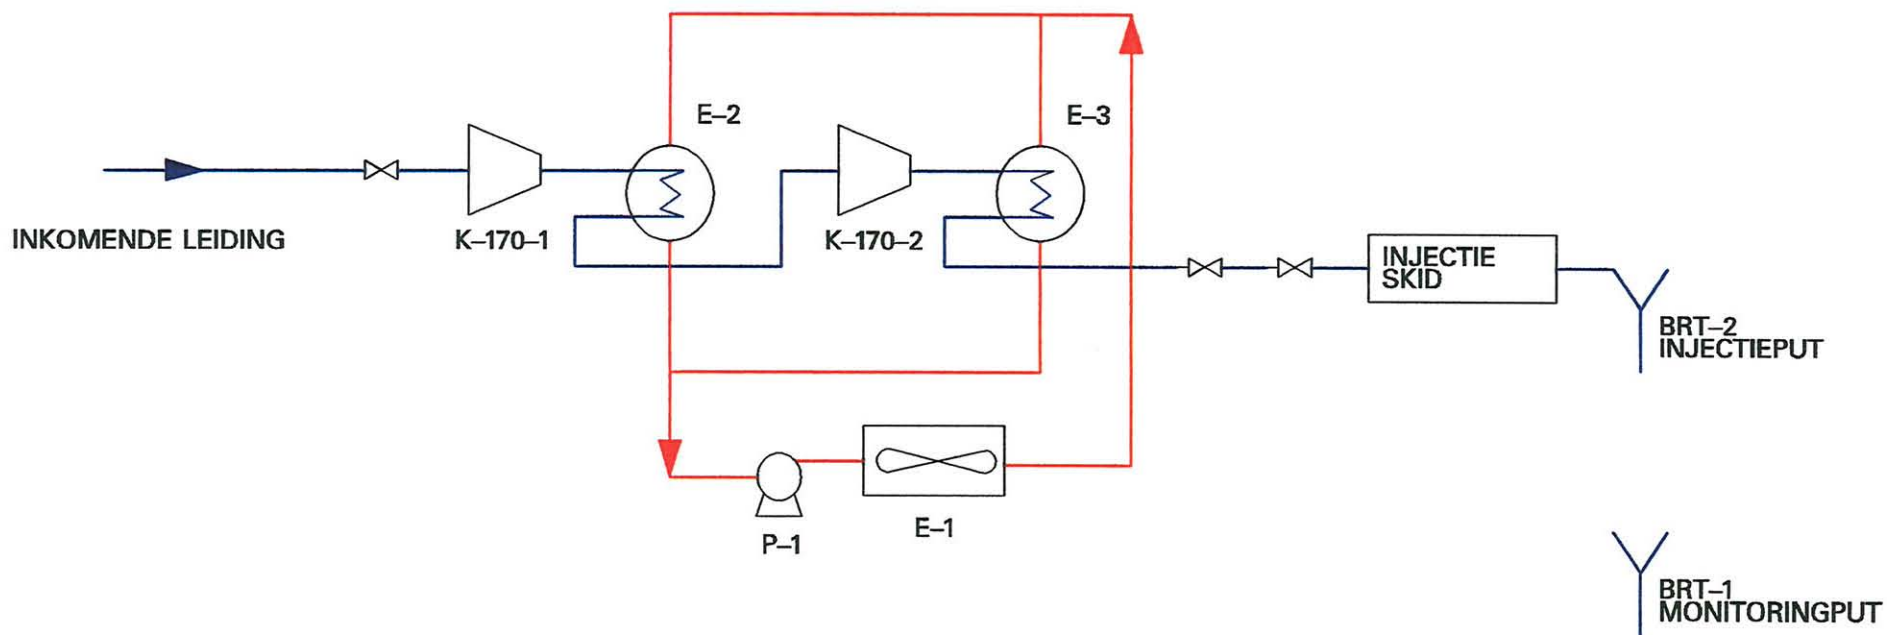 E–2
E–3
INKOMENDE LEIDING
K–170–1
K–170–2
INJECTIE
SKID
BRT–2
INJECTIEPUT
P–1
E–1
BRT–1
MONITORINGPUT